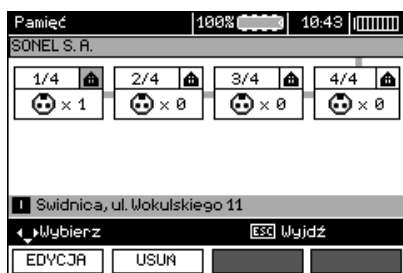 Pamięć 100% 10:43
SONEL S. A.
1/4 2/4 3/4 4/4
x 1 x 0 x 0 x 0
1 Swidnica, ul. Wokulskiego 11
Wybierz ESC Wyjdź
EDYCJA USUŃ